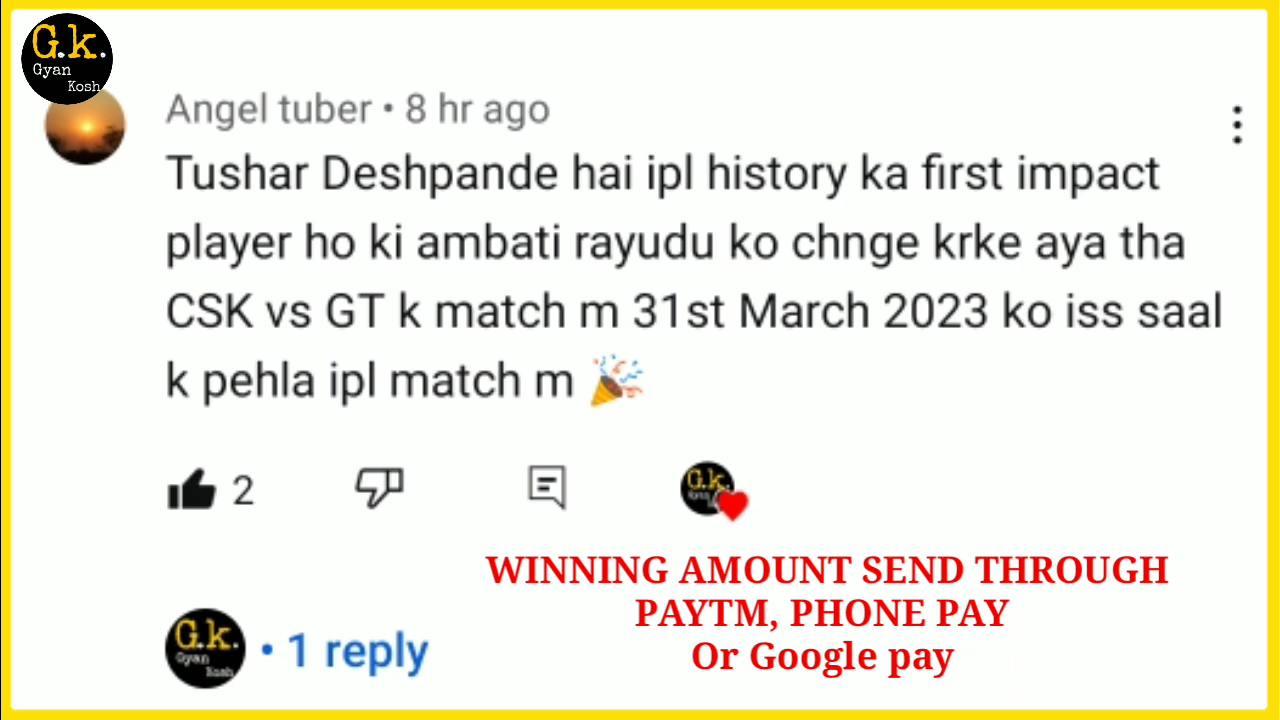 G.k.
Gyan
Kosh
Angel tuber • 8 hr ago
Tushar Deshpande hai ipl history ka first impact
player ho ki ambati rayudu ko chnge krke aya tha
CSK vs GT k match m 31st March 2023 ko iss saal
k pehla ipl match m 🎉
2
G.k.
WINNING AMOUNT SEND THROUGH
PAYTM, PHONE PAY
Or Google pay
G.k.
Gyan
Kosh
• 1 reply